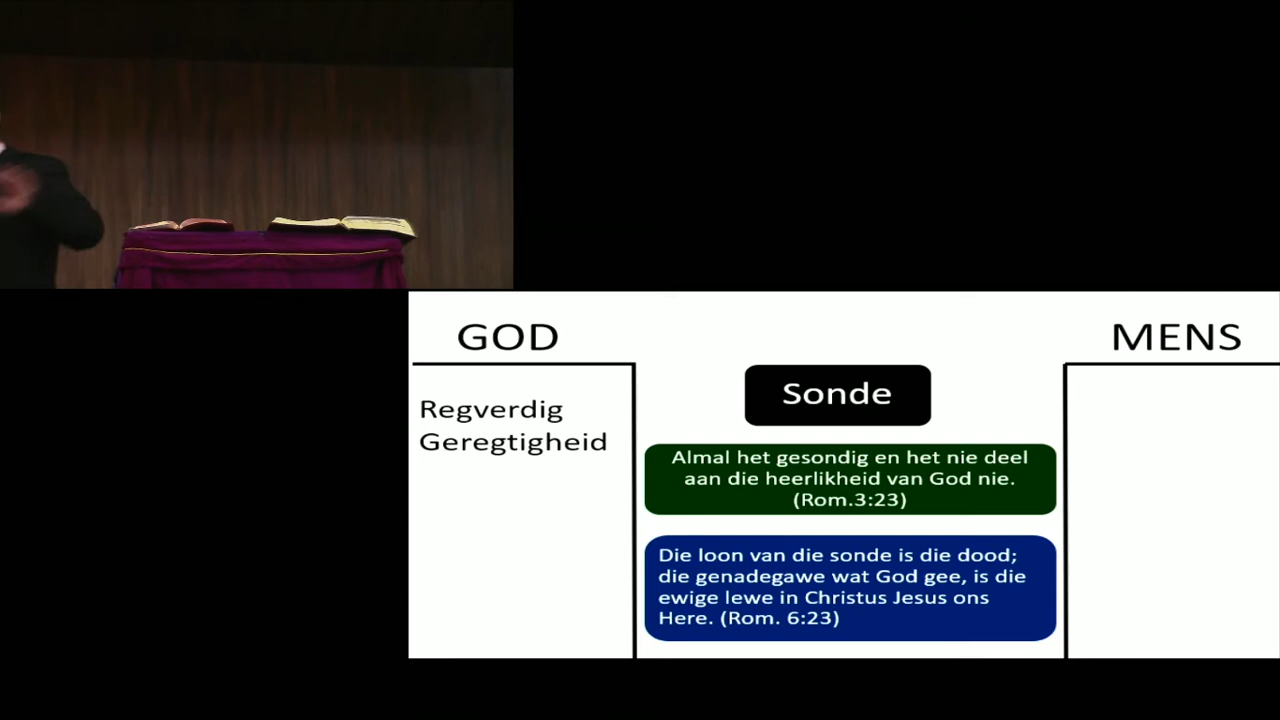 GOD
MENS
Regverdig
Geregtigheid
Sonde
Almal het gesondig en het nie deel
aan die heerlikheid van God nie.
(Rom.3:23)
Die loon van die sonde is die dood;
die genadegawe wat God gee, is die
ewige lewe in Christus Jesus ons
Here. (Rom. 6:23)